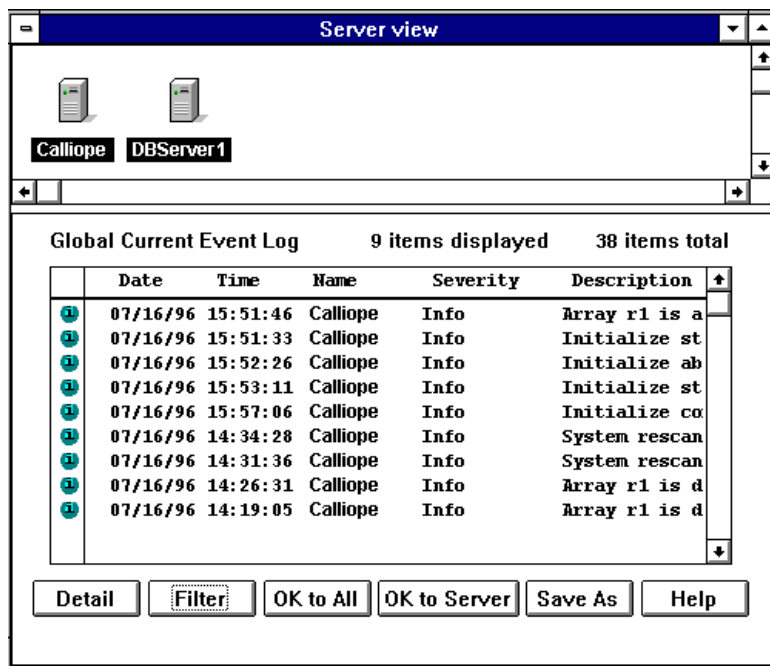 Server view
Calliope DBServer1
Global Current Event Log 9 items displayed 38 items total
Date Time Name Severity Description
07/16/96 15:51:46 Calliope Info Array r1 is a
07/16/96 15:51:33 Calliope Info Initialize st
07/16/96 15:52:26 Calliope Info Initialize ab
07/16/96 15:53:11 Calliope Info Initialize st
07/16/96 15:57:06 Calliope Info Initialize co
07/16/96 14:34:28 Calliope Info System rescan
07/16/96 14:31:36 Calliope Info System rescan
07/16/96 14:26:31 Calliope Info Array r1 is d
07/16/96 14:19:05 Calliope Info Array r1 is d
Detail Filter OK to All OK to Server Save As Help